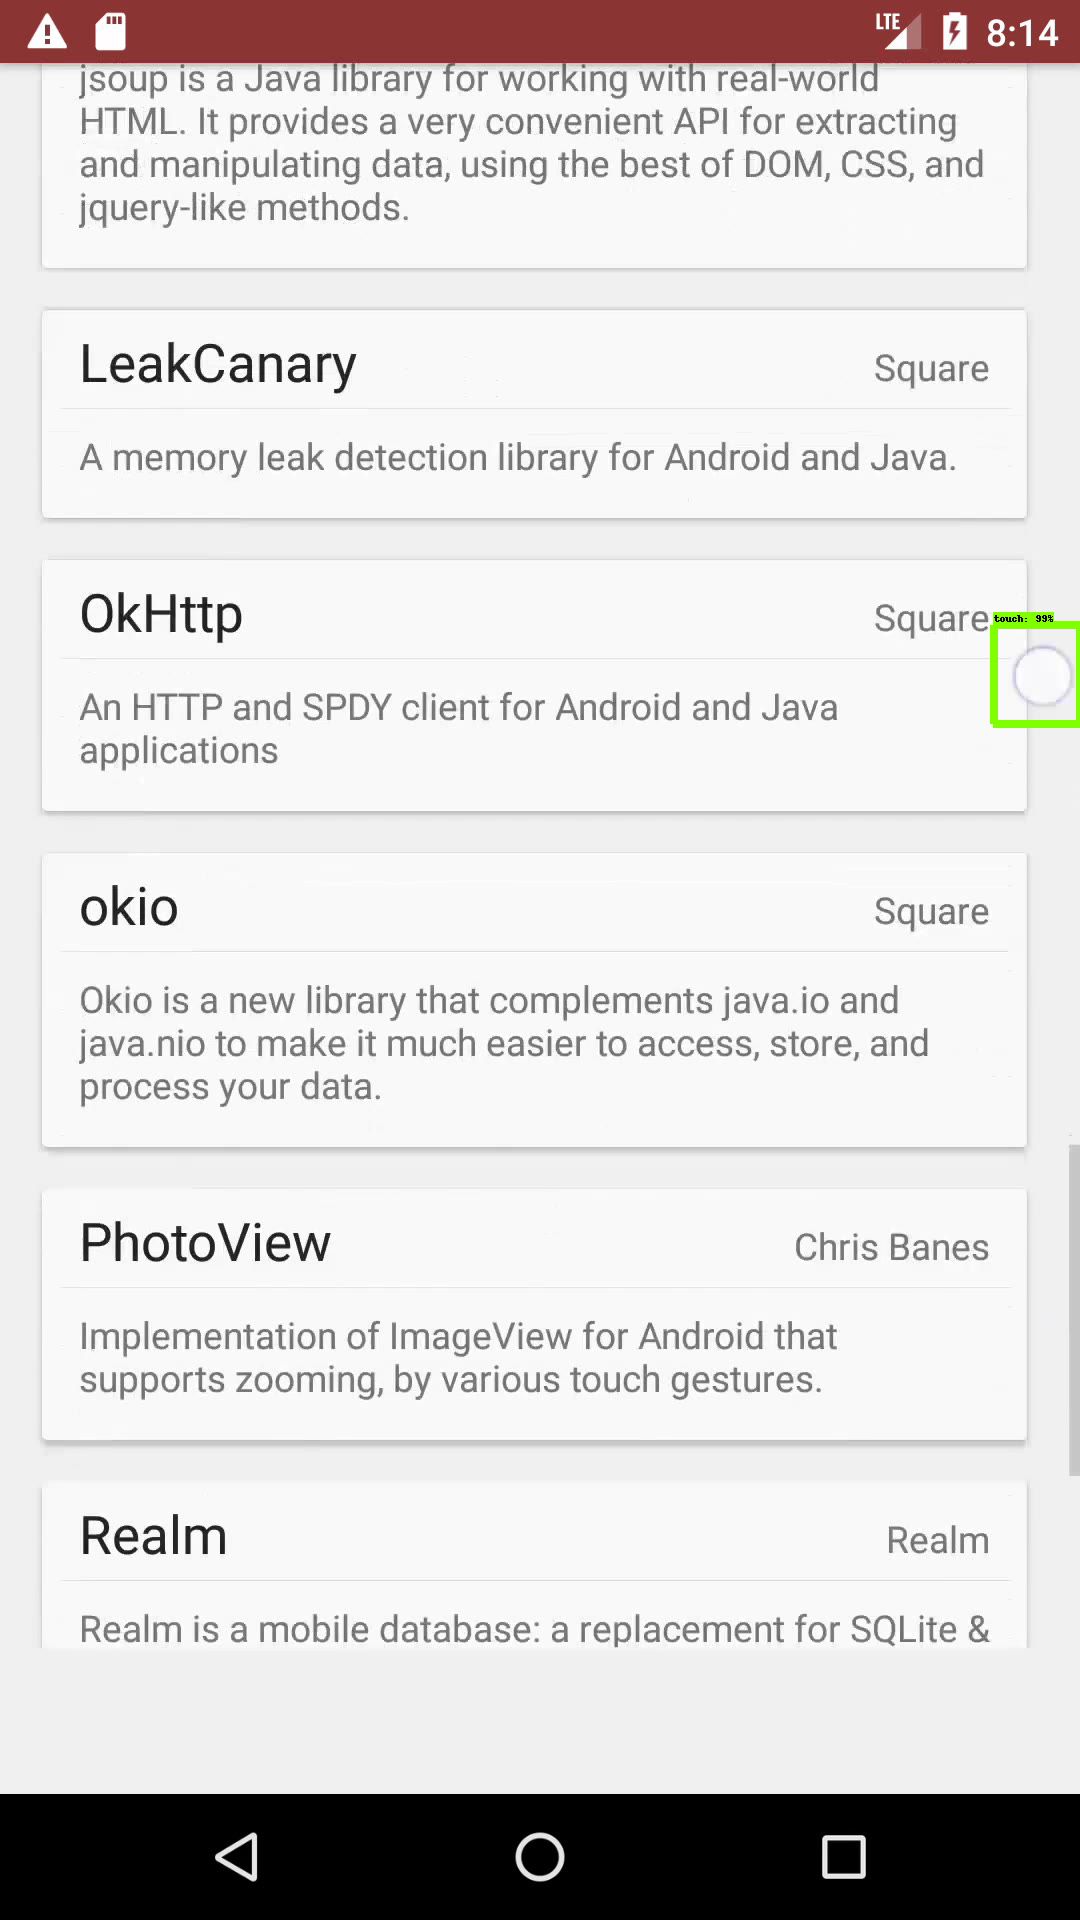 LTE 8:14
jsoup is a Java library for working with real-world
HTML. It provides a very convenient API for extracting
and manipulating data, using the best of DOM, CSS, and
jquery-like methods.
LeakCanary
Square
A memory leak detection library for Android and Java.
OkHttp
Square
touch: 99%
An HTTP and SPDY client for Android and Java
applications
okio
Square
Okio is a new library that complements java.io and
java.nio to make it much easier to access, store, and
process your data.
PhotoView
Chris Banes
Implementation of ImageView for Android that
supports zooming, by various touch gestures.
Realm
Realm
Realm is a mobile database: a replacement for SQLite &